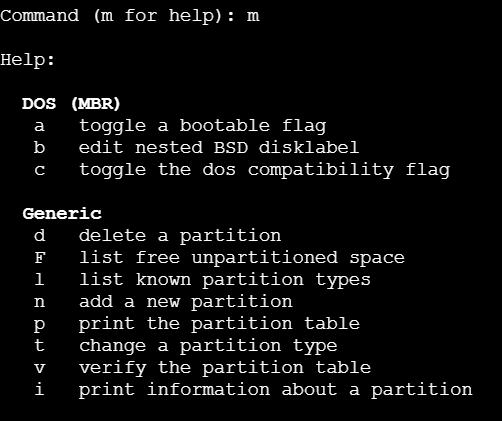 Command (m for help): m
Help:
DOS (MBR)
a toggle a bootable flag
b edit nested BSD disklabel
c toggle the dos compatibility flag
Generic
d delete a partition
F list free unpartitioned space
l list known partition types
n add a new partition
p print the partition table
t change a partition type
v verify the partition table
i print information about a partition